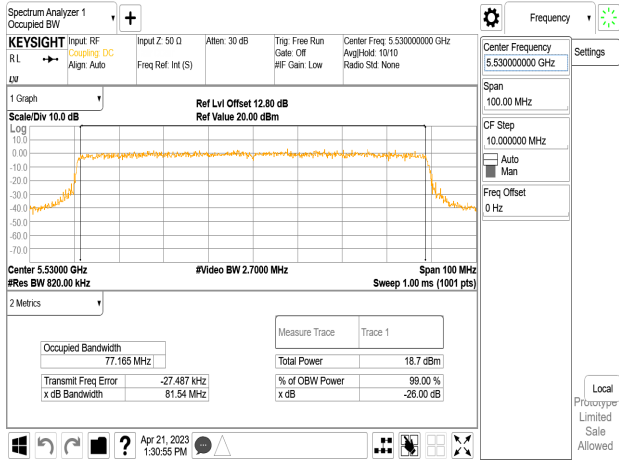 Spectrum Analyzer 1
Occupied BW
Frequency
KEYSIGHT
R L
Input: RF
Coupling: DC
Align: Auto
Input Z: 50 Ω
Freq Ref: Int (S)
Atten: 30 dB
Trig: Free Run
Gate: Off
#IF Gain: Low
Center Freq: 5.530000000 GHz
Avg|Hold: 10/10
Radio Std: None
1 Graph
Scale/Div 10.0 dB
Ref Lvl Offset 12.80 dB
Ref Value 20.00 dBm
Log
10.0
0.00
-10.0
-20.0
-30.0
-40.0
-50.0
-60.0
-70.0
Center 5.53000 GHz
#Res BW 820.00 kHz
#Video BW 2.7000 MHz
Span 100 MHz
Sweep 1.00 ms (1001 pts)
2 Metrics
Measure Trace
Trace 1
Occupied Bandwidth
77.165 MHz
Total Power
18.7 dBm
Transmit Freq Error
-27.487 kHz
% of OBW Power
99.00 %
x dB Bandwidth
81.54 MHz
x dB
-26.00 dB
Apr 21, 2023
1:30:55 PM
Center Frequency
5.530000000 GHz
Settings
Span
100.00 MHz
CF Step
10.000000 MHz
Auto
Man
Freq Offset
0 Hz
Local
Prototype
Limited
Sale
Allowed